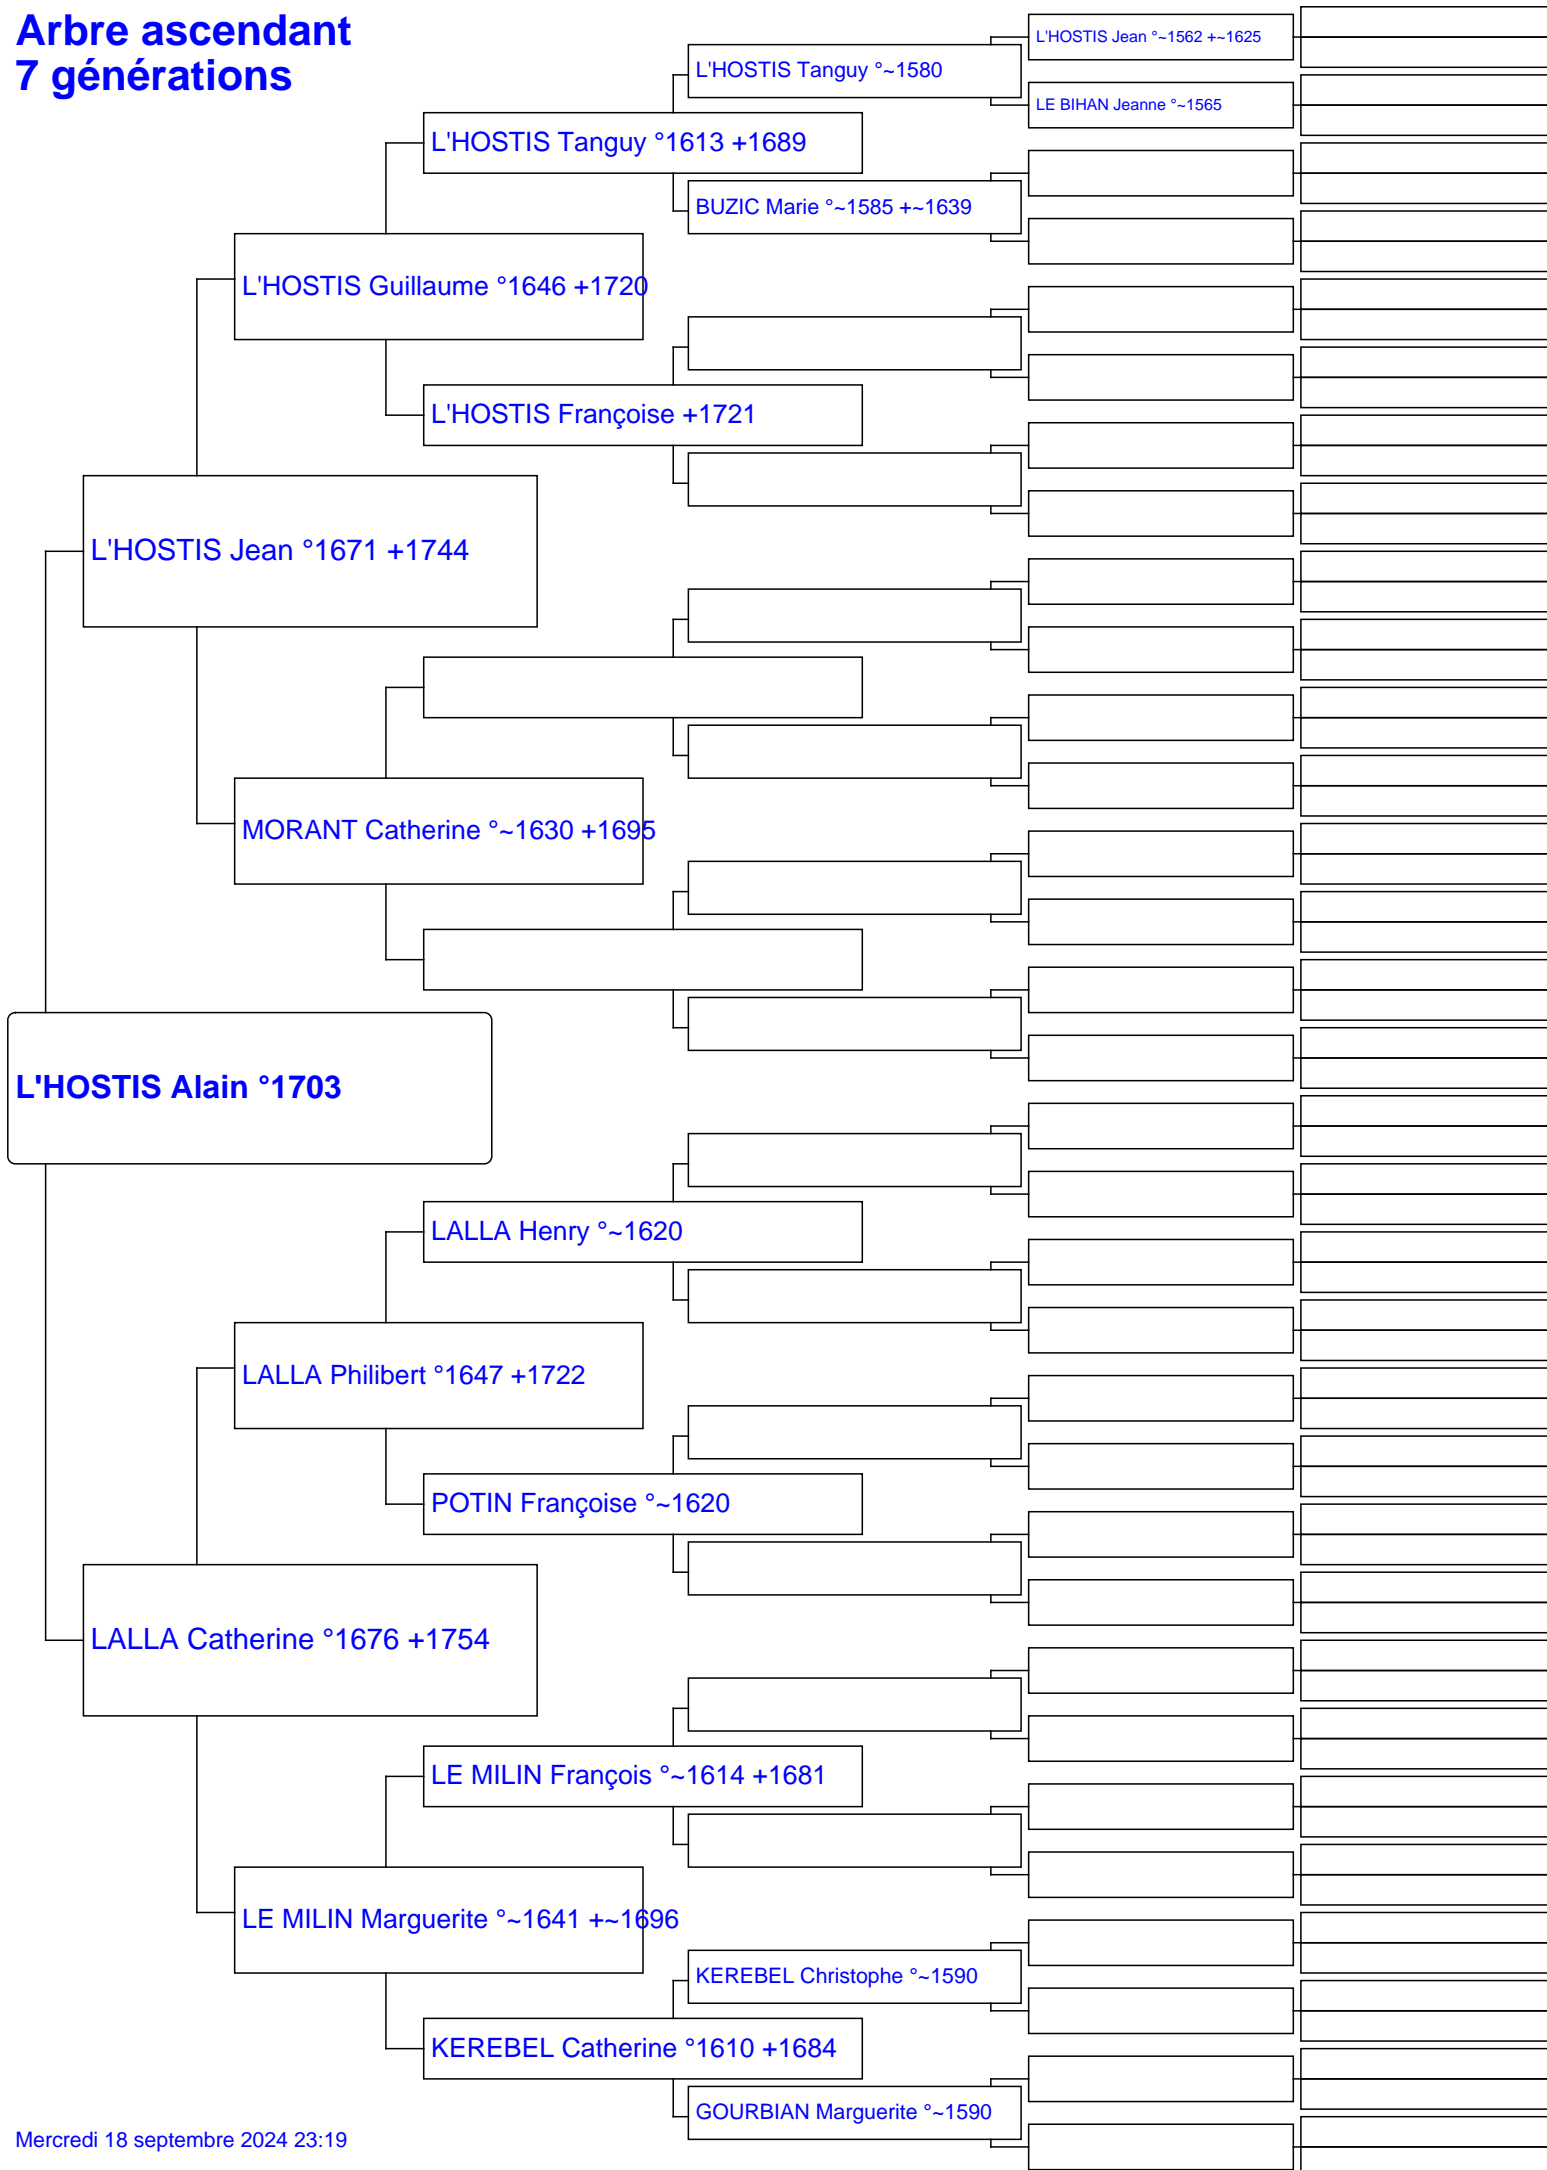 Arbre ascendant
7 générations
L'HOSTIS Jean °~1562 +~1625
L'HOSTIS Tanguy °~1580
LE BIHAN Jeanne °~1565
L'HOSTIS Tanguy °1613 +1689
BUZIC Marie °~1585 +~1639
L'HOSTIS Guillaume °1646 +1720
L'HOSTIS Françoise +1721
L'HOSTIS Jean °1671 +1744
MORANT Catherine °~1630 +1695
L'HOSTIS Alain °1703
LALLA Henry °~1620
LALLA Philibert °1647 +1722
POTIN Françoise °~1620
LALLA Catherine °1676 +1754
LE MILIN François °~1614 +1681
LE MILIN Marguerite °~1641 +~1696
KEREBEL Christophe °~1590
KEREBEL Catherine °1610 +1684
GOURBIAN Marguerite °~1590
Mercredi 18 septembre 2024 23:19